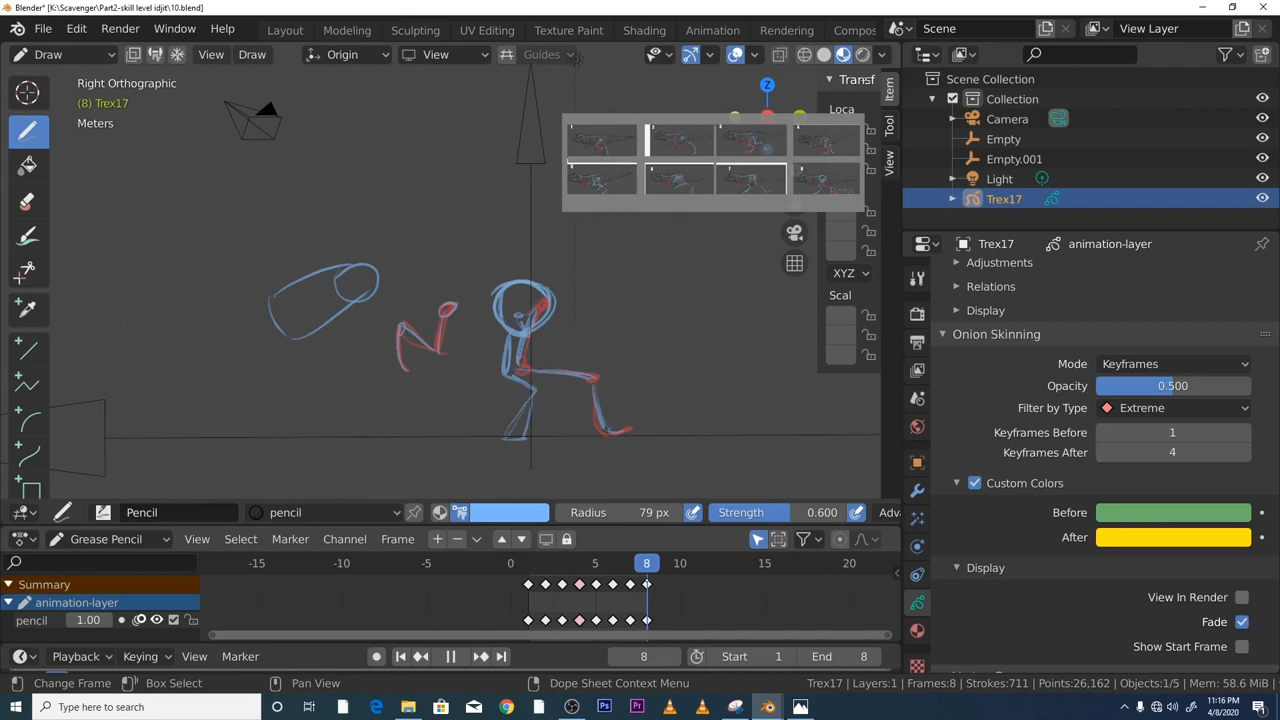 Blender* [K:\Scavenger\Part2-skill level idjit\10.blend]
File Edit Render Window Help Layout Modeling Sculpting UV Editing Texture Paint Shading Animation Rendering Scene View Layer
Draw View Draw Origin View Guides
Right Orthographic
(8) Trex17
Meters
Z
Transf
Loca
XYZ
Scal
Item
Tool
View
Scene Collection
Collection
Camera
Empty
Empty.001
Light
Trex17
Trex17 animation-layer
Adjustments
Relations
Display
Onion Skinning
Mode Keyframes
Opacity 0.500
Filter by Type Extreme
Keyframes Before 1
Keyframes After 4
Custom Colors
Before
After
Display
View In Render
Fade
Show Start Frame
Pencil pencil Radius 79 px Strength 0.600 Adva
Grease Pencil View Select Marker Channel Frame
-15 -10 -5 0 5 8 10 15 20
Summary
animation-layer
pencil 1.00
Playback Keying View Marker 8 Start 1 End 8
Change Frame Box Select Pan View Dope Sheet Context Menu Trex17 | Layers:1 | Frames:8 | Strokes:711 | Points:26,162 | Objects:1/5 | Mem: 58.6 MiB
Type here to search
11:16 PM
4/8/2020